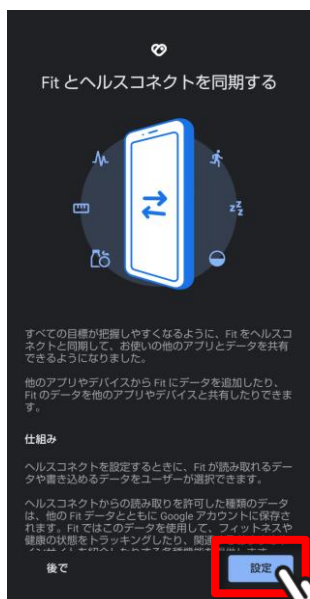 Fit とヘルスコネクトを同期する
zZz
すべての目標が把握しやすくなるように、Fit をヘルスコ
ネクトと同期して、お使いの他のアプリとデータを共有
できるようになりました。
他のアプリやデバイスから Fit にデータを追加したり、
Fit のデータを他のアプリやデバイスと共有したりできま
す。
仕組み
ヘルスコネクトを設定するときに、Fit が読み取れるデー
タや書き込めるデータをユーザーが選択できます。
ヘルスコネクトからの読み取りを許可した種類のデータ
は、他の Fit データとともに Google アカウントに保存さ
れます。Fit ではこのデータを使用して、フィットネスや
健康の状態をトラッキングしたり、関
後で
設定